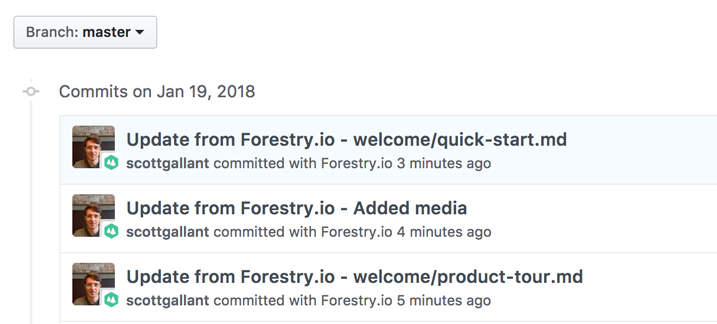 Branch: master
Commits on Jan 19, 2018
Update from Forestry.io - welcome/quick-start.md
scottgallant committed with Forestry.io 3 minutes ago
Update from Forestry.io - Added media
scottgallant committed with Forestry.io 4 minutes ago
Update from Forestry.io - welcome/product-tour.md
scottgallant committed with Forestry.io 5 minutes ago